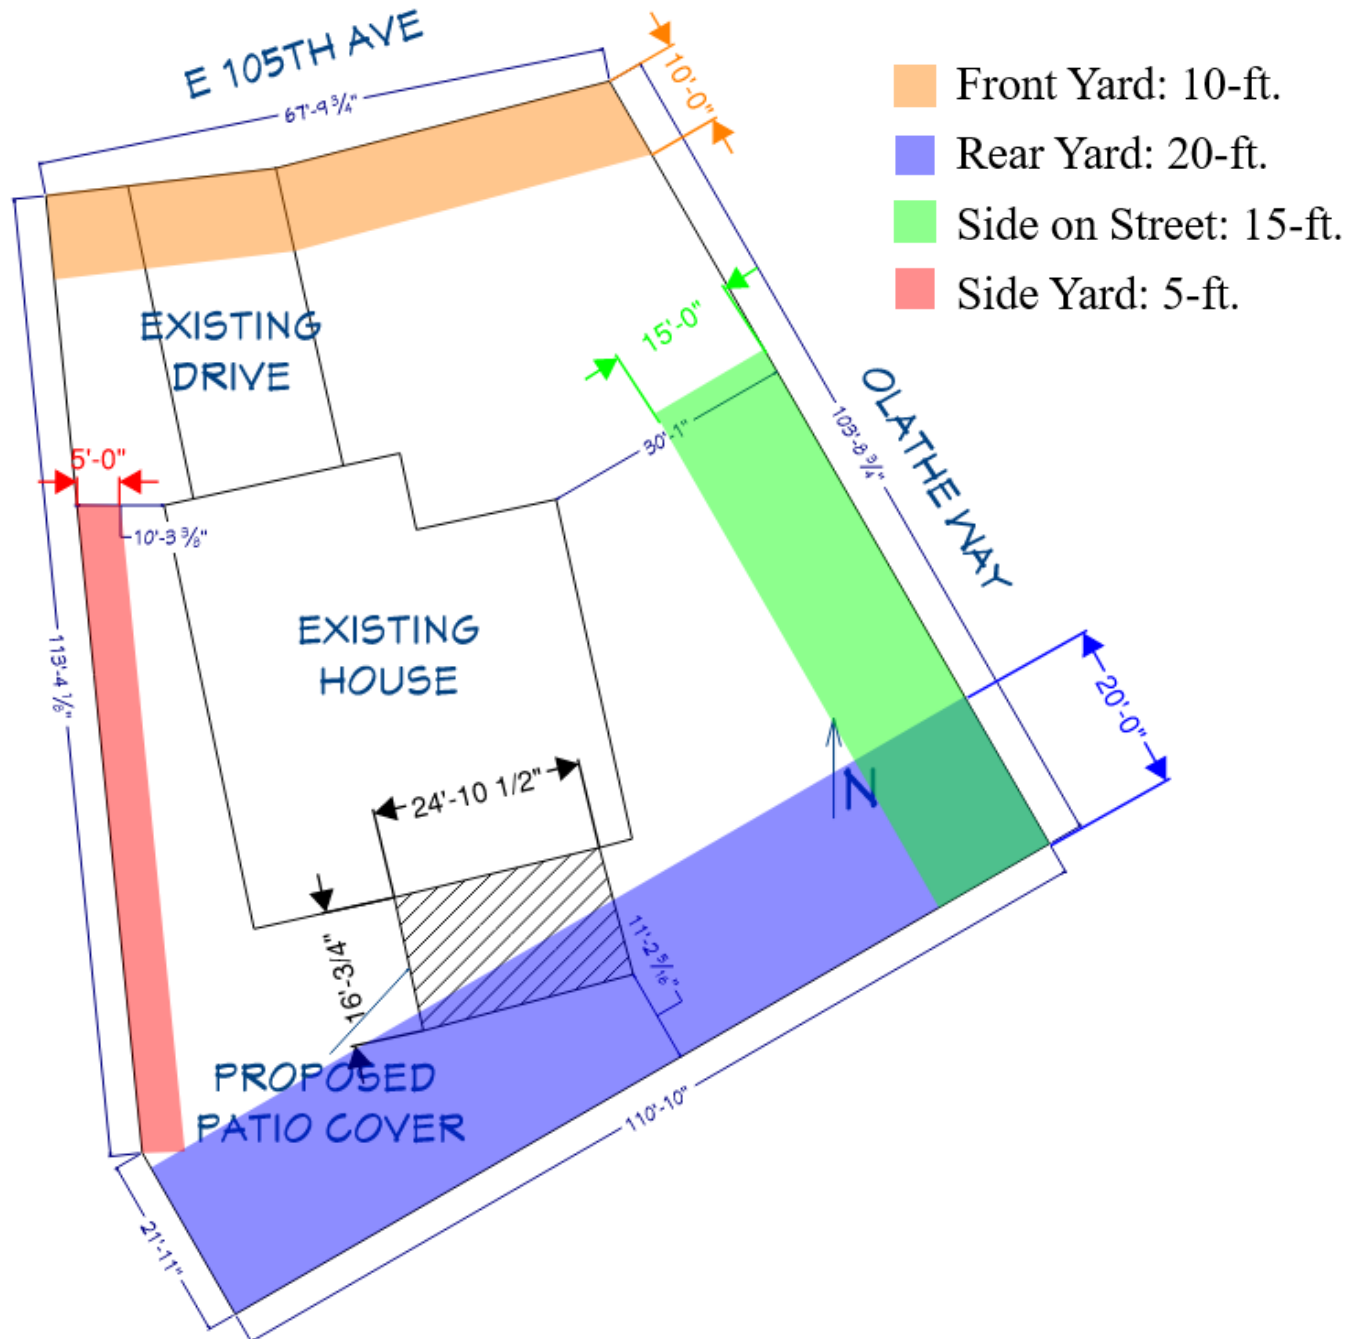 E 105TH AVE
67'-9 3/4"
10'-0"
Front Yard: 10-ft.
Rear Yard: 20-ft.
Side on Street: 15-ft.
Side Yard: 5-ft.
EXISTING
DRIVE
15'-0"
30'-1"
OLATHE WAY
103'-8 3/4"
5'-0"
10'-3 3/8"
EXISTING
HOUSE
113'-4 1/8"
20'-0"
N
24'-10 1/2"
16'-3/4"
11'-2 5/16"
PROPOSED
PATIO COVER
110'-10"
21'-11"